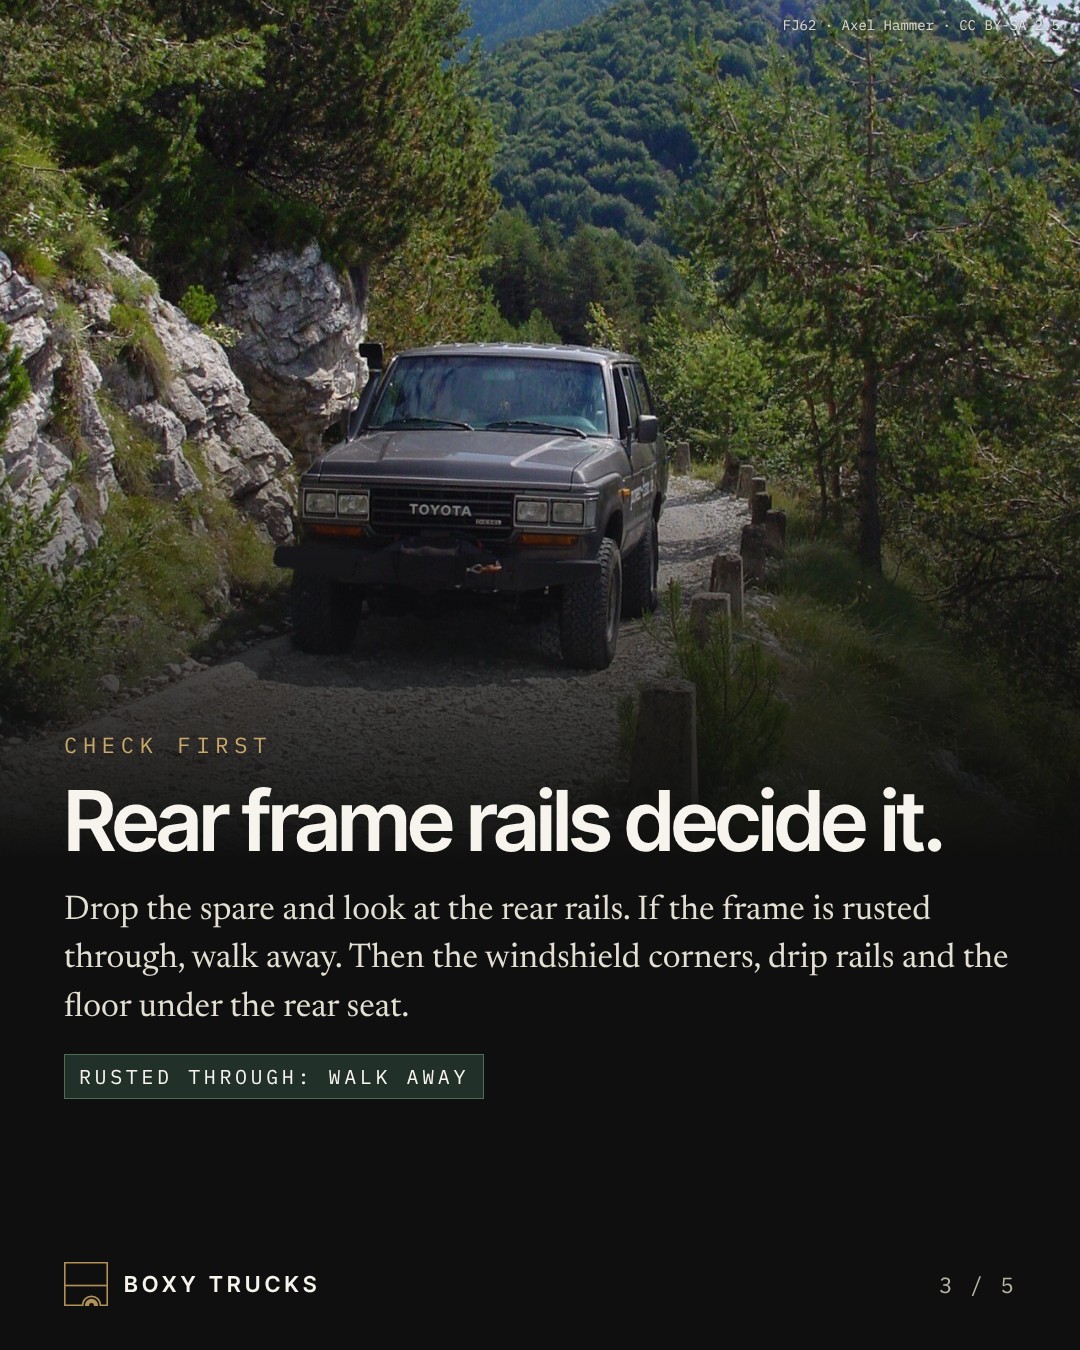 FJ62 · Axel Hammer · CC BY-SA 2.5
TOYOTA
DIESEL
CHECK FIRST
Rear frame rails decide it.
Drop the spare and look at the rear rails. If the frame is rusted
through, walk away. Then the windshield corners, drip rails and the
floor under the rear seat.
RUSTED THROUGH: WALK AWAY
BOXY TRUCKS
3 / 5